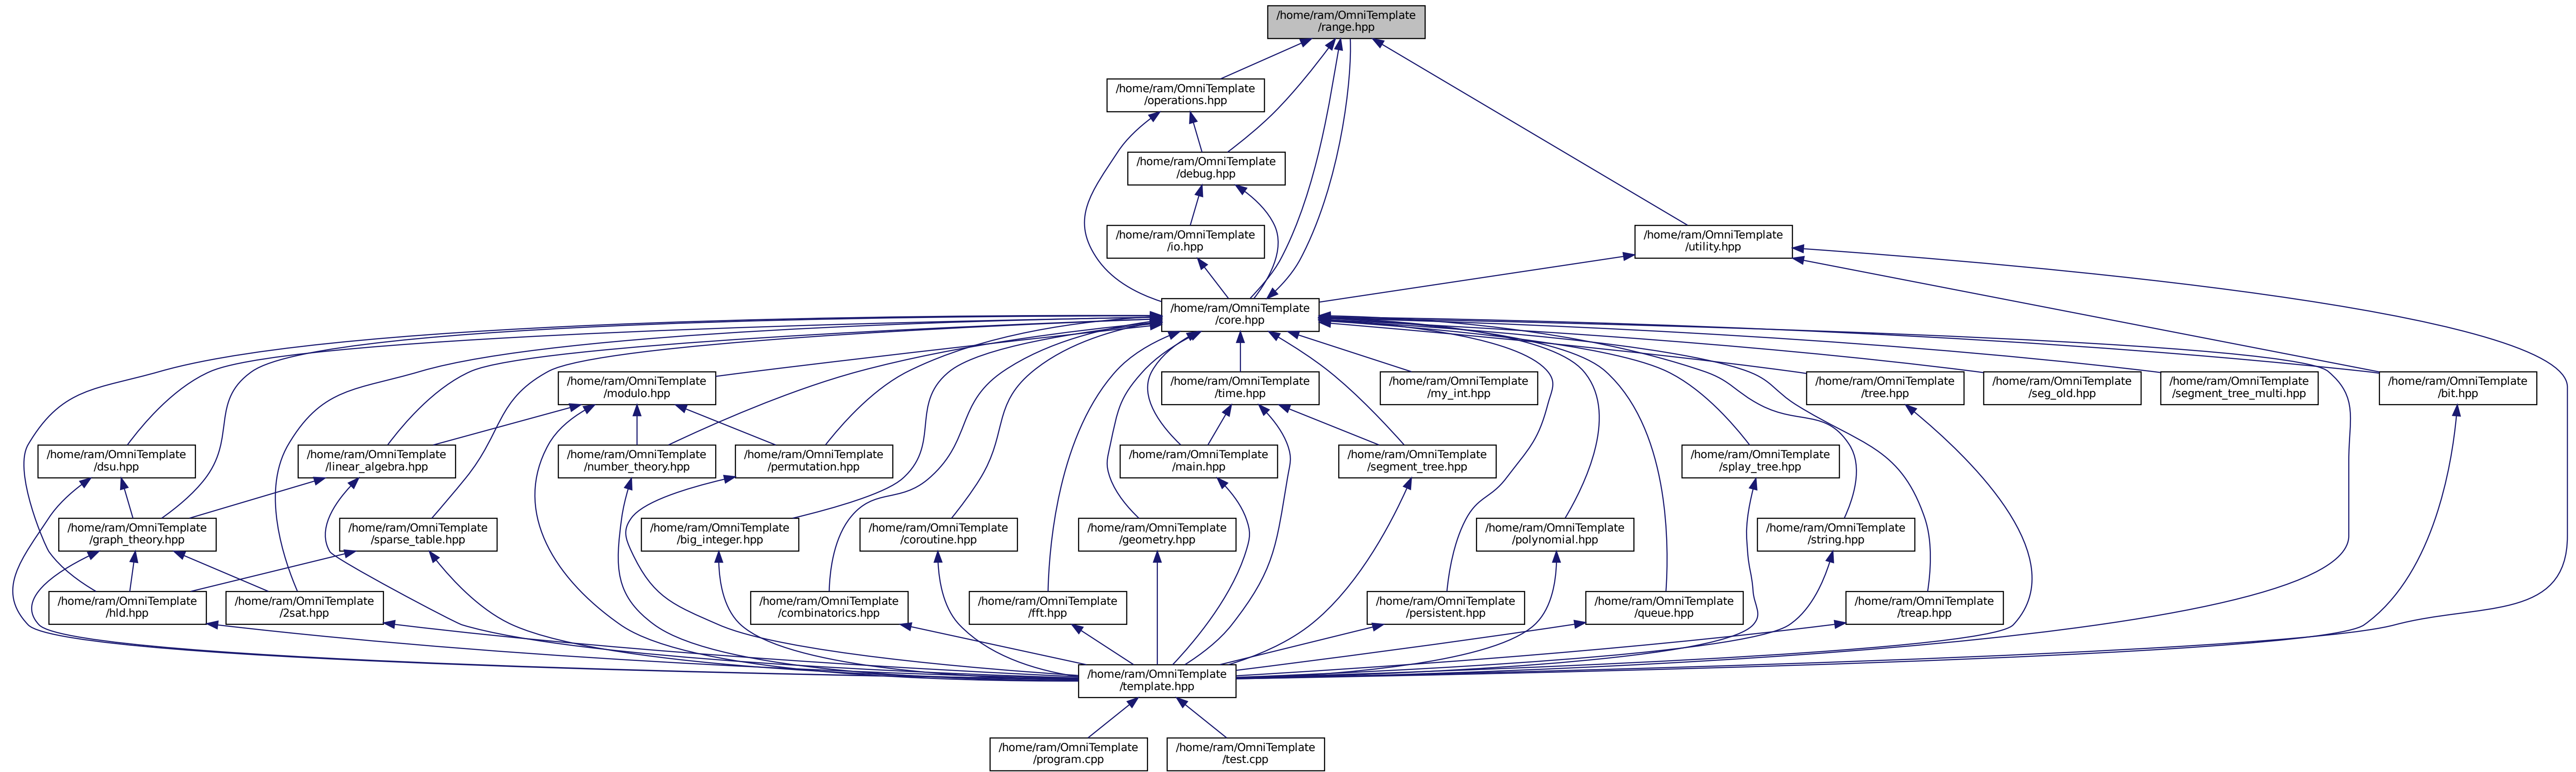 /home/ram/OmniTemplate
/range.hpp
/home/ram/OmniTemplate
/operations.hpp
/home/ram/OmniTemplate
/debug.hpp
/home/ram/OmniTemplate
/io.hpp
/home/ram/OmniTemplate
/utility.hpp
/home/ram/OmniTemplate
/core.hpp
/home/ram/OmniTemplate
/modulo.hpp
/home/ram/OmniTemplate
/time.hpp
/home/ram/OmniTemplate
/my_int.hpp
/home/ram/OmniTemplate
/tree.hpp
/home/ram/OmniTemplate
/seg_old.hpp
/home/ram/OmniTemplate
/segment_tree_multi.hpp
/home/ram/OmniTemplate
/bit.hpp
/home/ram/OmniTemplate
/dsu.hpp
/home/ram/OmniTemplate
/linear_algebra.hpp
/home/ram/OmniTemplate
/number_theory.hpp
/home/ram/OmniTemplate
/permutation.hpp
/home/ram/OmniTemplate
/main.hpp
/home/ram/OmniTemplate
/segment_tree.hpp
/home/ram/OmniTemplate
/splay_tree.hpp
/home/ram/OmniTemplate
/graph_theory.hpp
/home/ram/OmniTemplate
/sparse_table.hpp
/home/ram/OmniTemplate
/big_integer.hpp
/home/ram/OmniTemplate
/coroutine.hpp
/home/ram/OmniTemplate
/geometry.hpp
/home/ram/OmniTemplate
/polynomial.hpp
/home/ram/OmniTemplate
/string.hpp
/home/ram/OmniTemplate
/hld.hpp
/home/ram/OmniTemplate
/2sat.hpp
/home/ram/OmniTemplate
/combinatorics.hpp
/home/ram/OmniTemplate
/fft.hpp
/home/ram/OmniTemplate
/persistent.hpp
/home/ram/OmniTemplate
/queue.hpp
/home/ram/OmniTemplate
/treap.hpp
/home/ram/OmniTemplate
/template.hpp
/home/ram/OmniTemplate
/program.cpp
/home/ram/OmniTemplate
/test.cpp